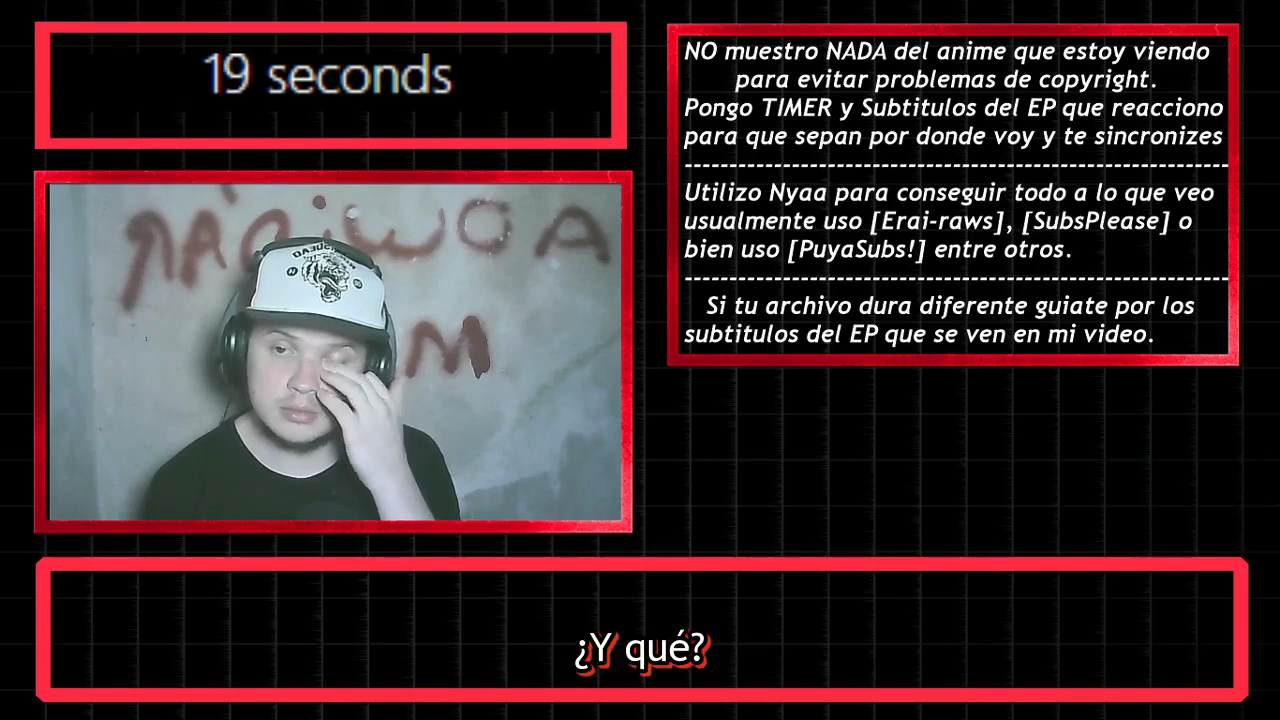 19 seconds
NO muestro NADA del anime que estoy viendo
para evitar problemas de copyright.
Pongo TIMER y Subtitulos del EP que reacciono
para que sepan por donde voy y te sincronizes
-----------------------------------------------------
Utilizo Nyaa para conseguir todo a lo que veo
usualmente uso [Erai-raws], [SubsPlease] o
bien uso [PuyaSubs!] entre otros.
-----------------------------------------------------
Si tu archivo dura diferente guiate por los
subtitulos del EP que se ven en mi video.
¿Y qué?